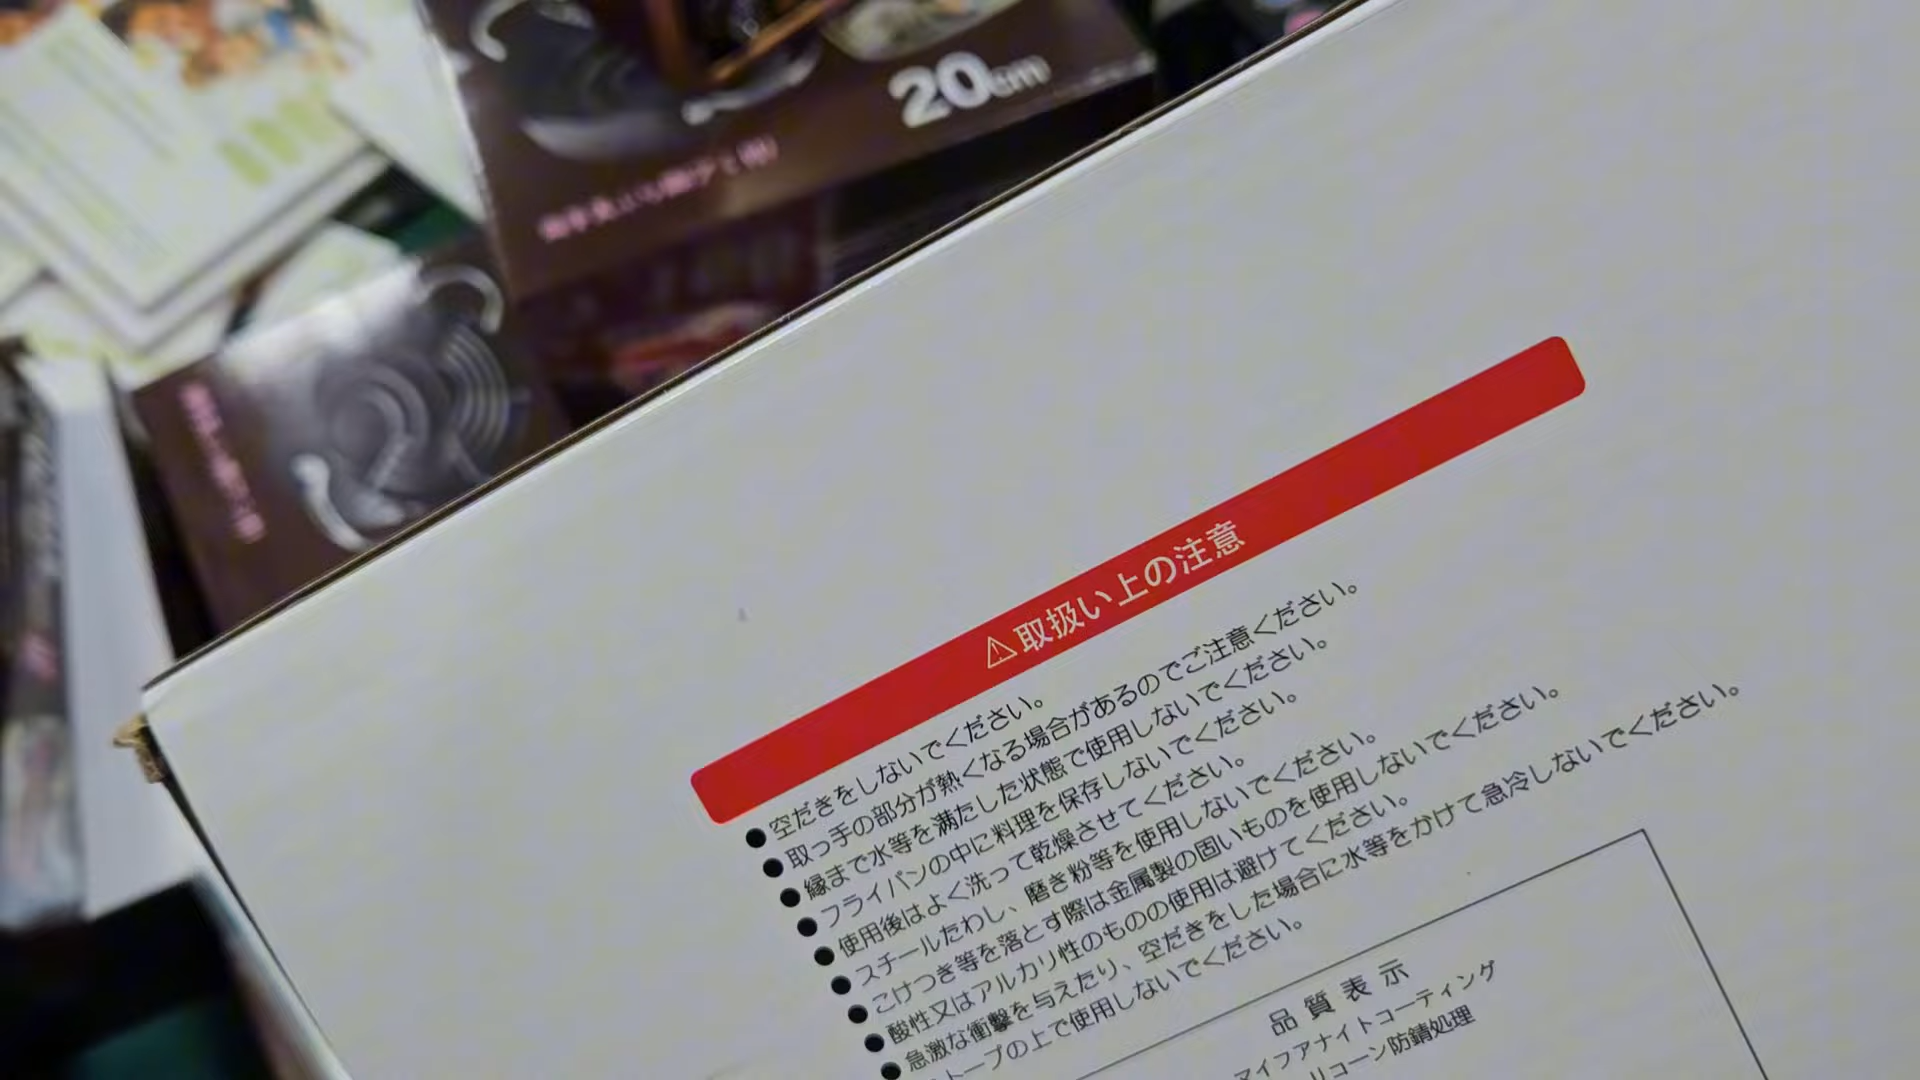 20cm
⚠取扱い上の注意
●空だきをしないでください。
●取っ手の部分が熱くなる場合があるのでご注意ください。
●縁まで水等を満たした状態で使用しないでください。
●フライパンの中に料理を保存しないでください。
●使用後はよく洗って乾燥させてください。
●スチールたわし、磨き粉等を使用しないでください。
●こげつき等を落とす際は金属製の固いものを使用しないでください。
●酸性又はアルカリ性のものの使用は避けてください。
●急激な衝撃を与えたり、空だきをした場合に水等をかけて急冷しないでください。
トーブの上で使用しないでください。
品質表示
マイフアナイトコーティング
リコーン防錆処理